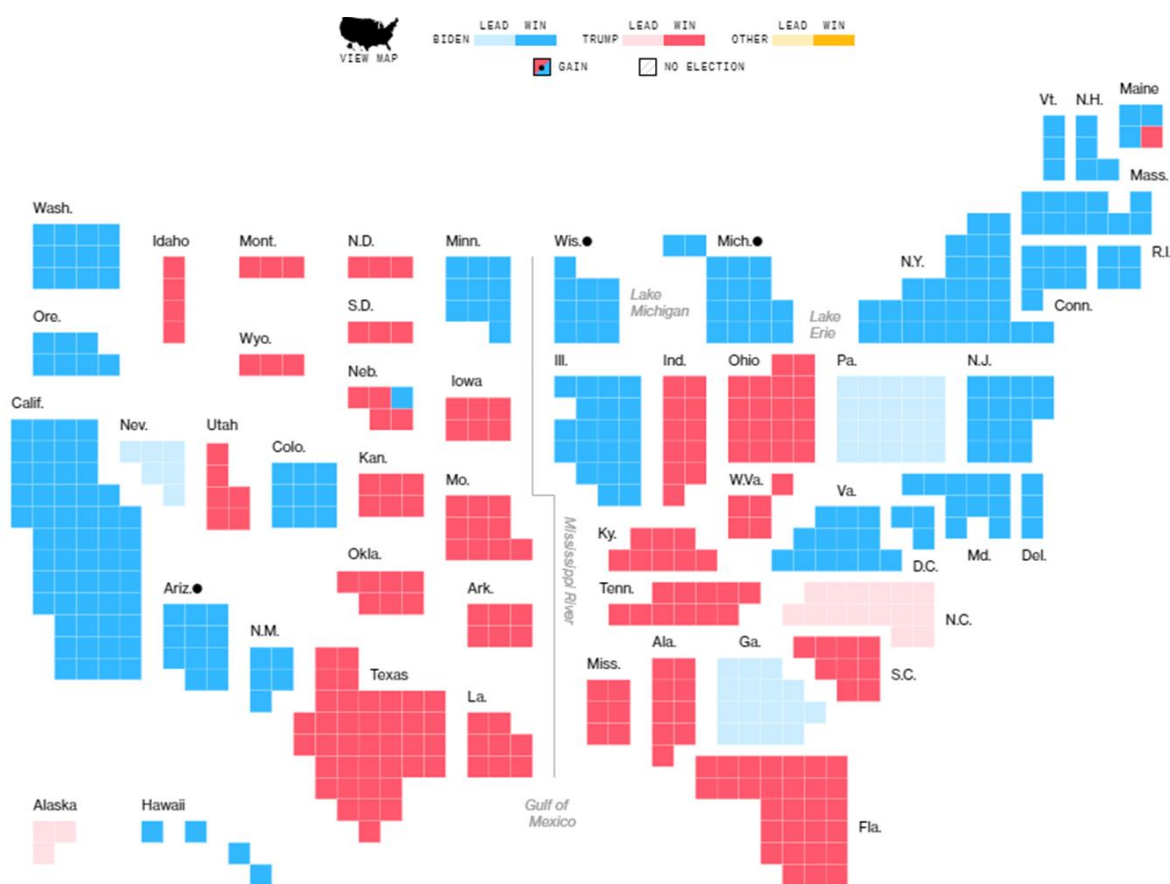 LEAD WIN LEAD WIN LEAD WIN
BIDEN TRUMP OTHER
VIEW MAP
GAIN NO ELECTION
Maine
Vt. N.H.
Mass.
Wash.
Idaho Mont. N.D. Minn. Wis. Mich.
R.I.
N.Y.
Lake
Michigan
S.D.
Conn.
Ore.
Lake
Erie
Wyo.
Ill. Ind. Ohio Pa. N.J.
Neb.
Iowa
Calif.
Nev. Utah
Colo.
Kan.
Mo.
W.Va.
Va.
Mississippi River
Ky.
Okla.
Md. Del.
D.C.
Ariz.
Ark.
Tenn.
N.C.
N.M.
Ala. Ga.
Miss.
Texas
S.C.
La.
Alaska Hawaii
Gulf of
Mexico
Fla.